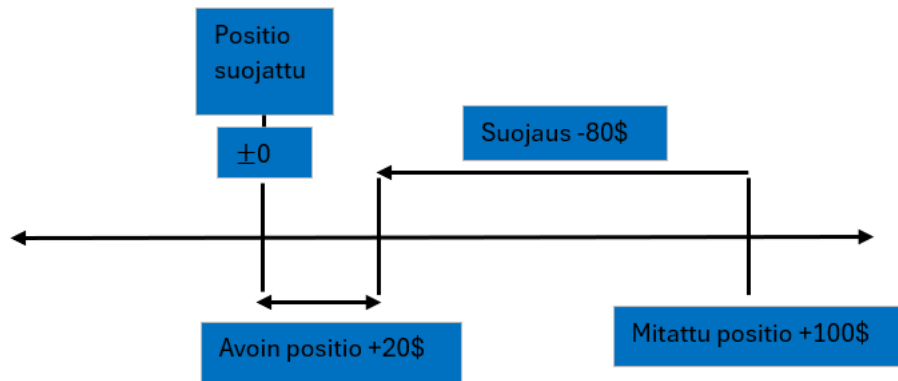 Positio
suojattu
±0
Suojaus -80$
Avoin positio +20$
Mitattu positio +100$